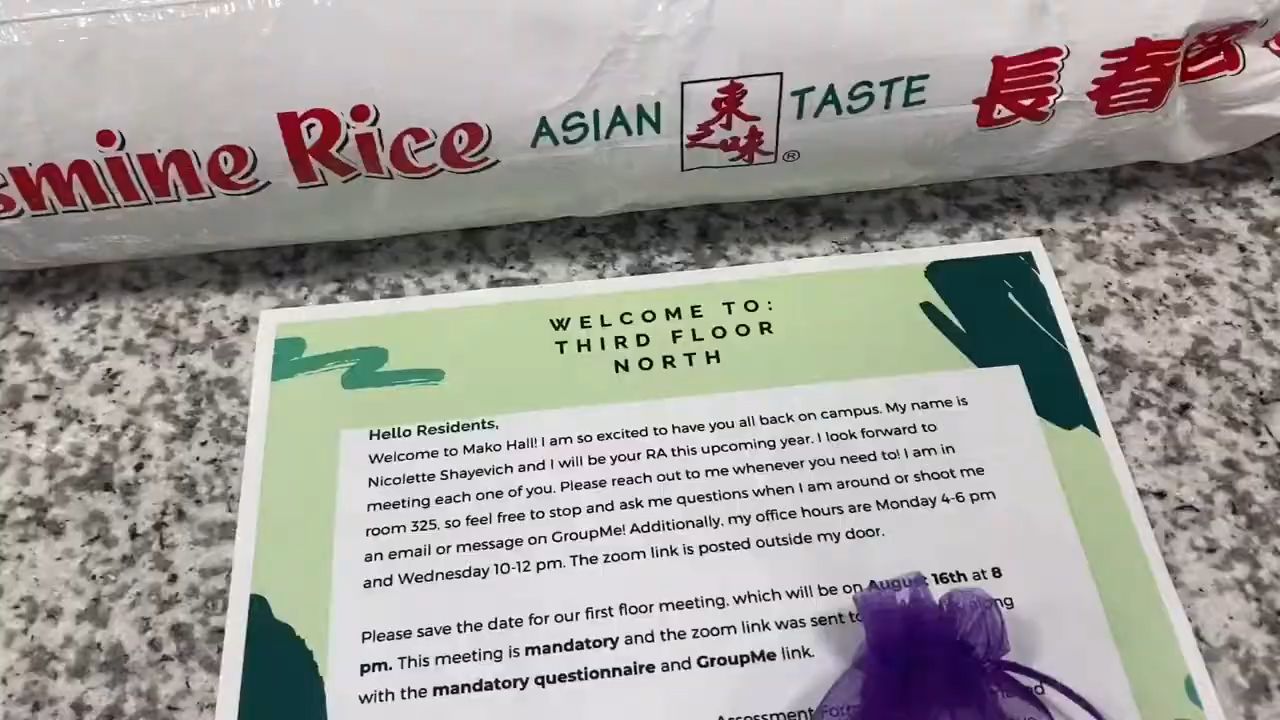 smine Rice ASIAN 東之味 ® TASTE 長春
WELCOME TO:
THIRD FLOOR
NORTH
Hello Residents,
Welcome to Mako Hall! I am so excited to have you all back on campus. My name is
Nicolette Shayevich and I will be your RA this upcoming year. I look forward to
meeting each one of you. Please reach out to me whenever you need to! I am in
room 325, so feel free to stop and ask me questions when I am around or shoot me
an email or message on GroupMe! Additionally, my office hours are Monday 4-6 pm
and Wednesday 10-12 pm. The zoom link is posted outside my door.
Please save the date for our first floor meeting, which will be on August 16th at 8
pm. This meeting is mandatory and the zoom link was sent to along
with the mandatory questionnaire and GroupMe link.
Assessment